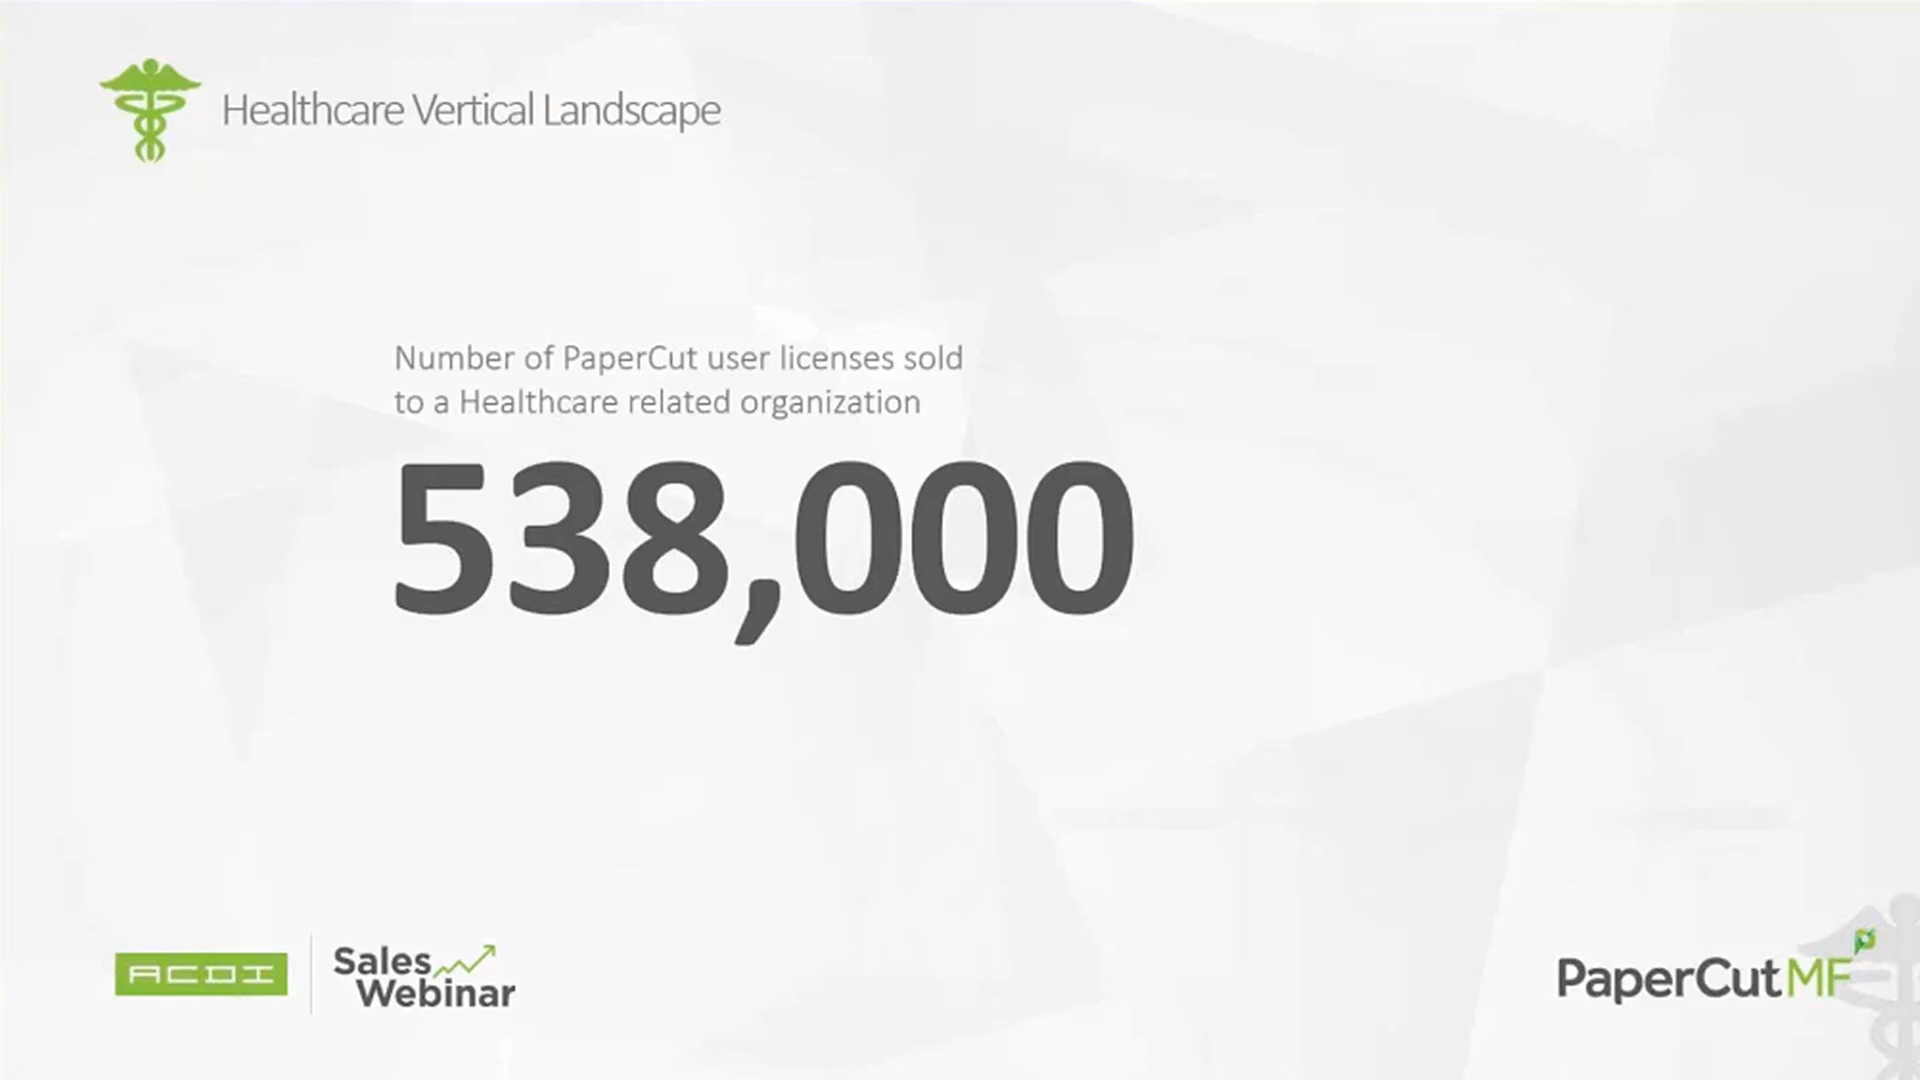 Healthcare Vertical Landscape
Number of PaperCut user licenses sold
to a Healthcare related organization
538,000
ACDI
Sales
Webinar
PaperCut MF